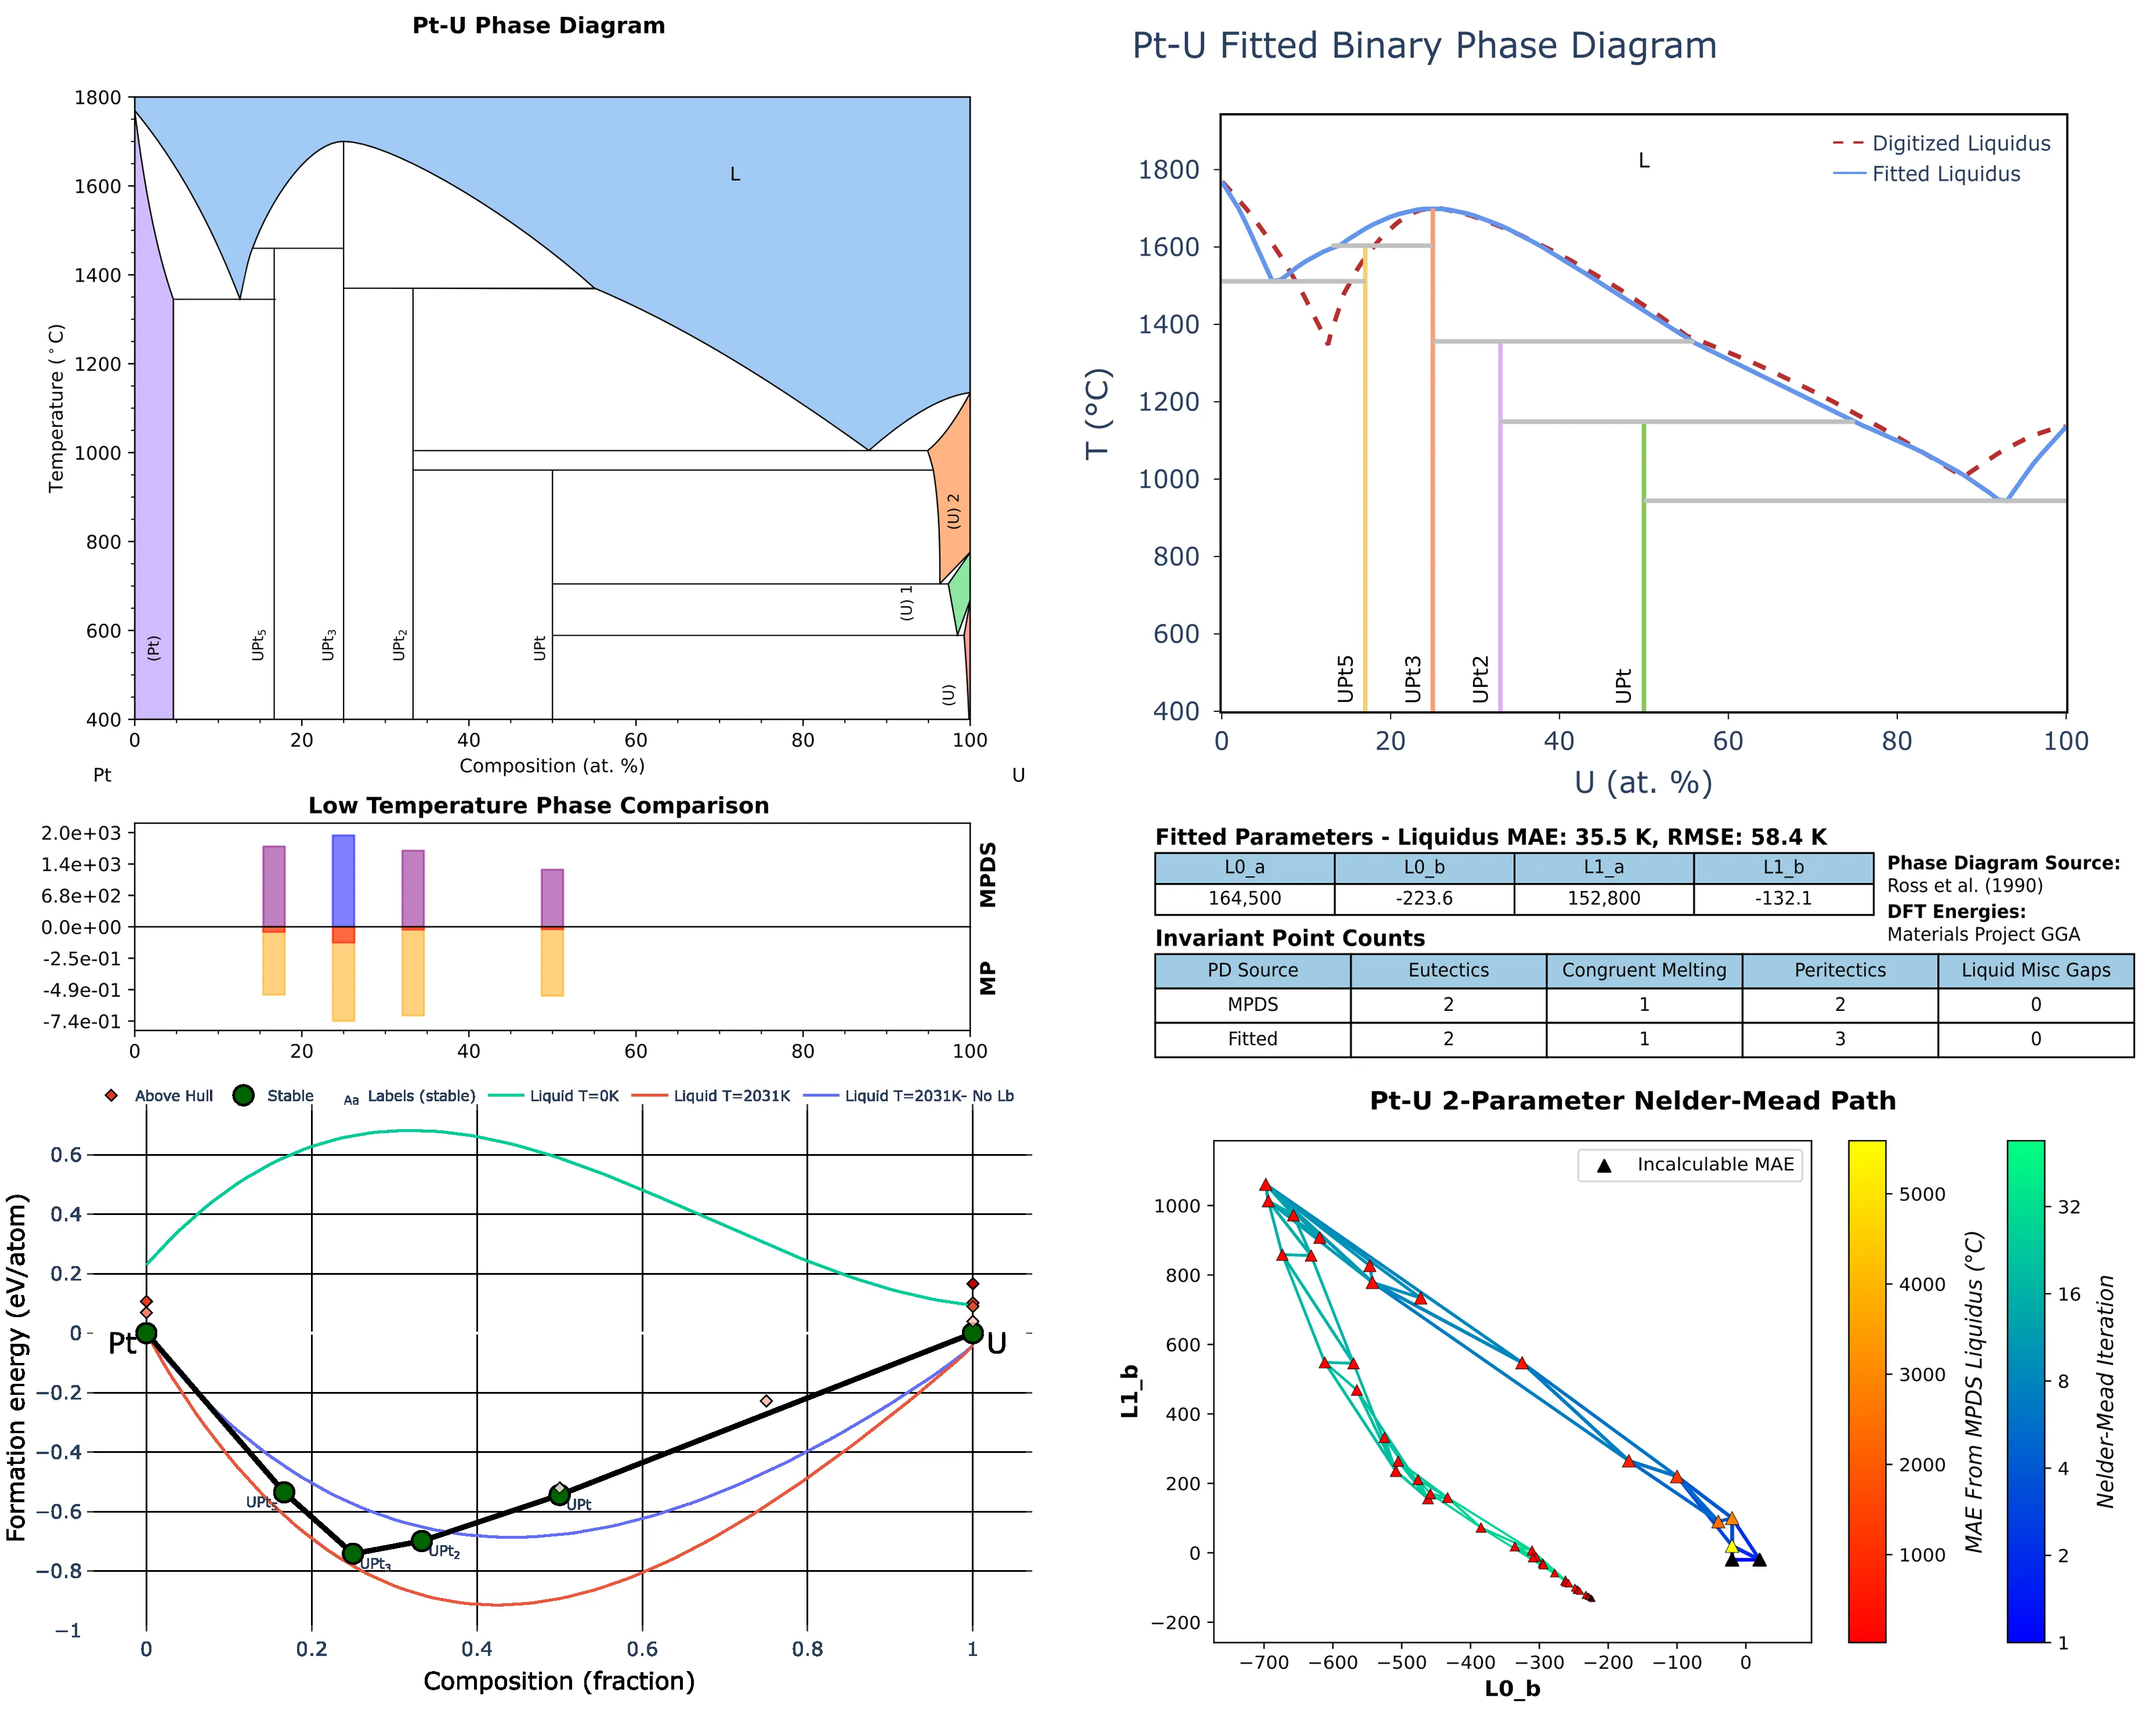 Pt-U Phase Diagram
1800
1600
1400
1200
1000
800
600
400
Temperature (°C)
L
(Pt)
UPt5
UPt3
UPt2
UPt
(U) 2
(U) 1
(U)
0 20 40 60 80 100
Composition (at. %)
Pt U
Low Temperature Phase Comparison
2.0e+03
1.4e+03
6.8e+02
0.0e+00
-2.5e-01
-4.9e-01
-7.4e-01
MPDS
MP
0 20 40 60 80 100
Above Hull Stable Aa Labels (stable) Liquid T=0K Liquid T=2031K Liquid T=2031K- No Lb
0.6
0.4
0.2
0
−0.2
−0.4
−0.6
−0.8
−1
Formation energy (eV/atom)
Pt U
UPt5
UPt3
UPt2
UPt
0 0.2 0.4 0.6 0.8 1
Composition (fraction)
Pt-U Fitted Binary Phase Diagram
Digitized Liquidus
Fitted Liquidus
L
1800
1600
1400
1200
1000
800
600
400
T (°C)
UPt5
UPt3
UPt2
UPt
0 20 40 60 80 100
U (at. %)
Fitted Parameters - Liquidus MAE: 35.5 K, RMSE: 58.4 K
L0_a L0_b L1_a L1_b
164,500 -223.6 152,800 -132.1
Phase Diagram Source:
Ross et al. (1990)
DFT Energies:
Materials Project GGA
Invariant Point Counts
PD Source Eutectics Congruent Melting Peritectics Liquid Misc Gaps
MPDS 2 1 2 0
Fitted 2 1 3 0
Pt-U 2-Parameter Nelder-Mead Path
Incalculable MAE
1000
800
600
400
200
0
−200
L1_b
−700 −600 −500 −400 −300 −200 −100 0
L0_b
5000
4000
3000
2000
1000
MAE From MPDS Liquidus (°C)
32
16
8
4
2
1
Nelder-Mead Iteration